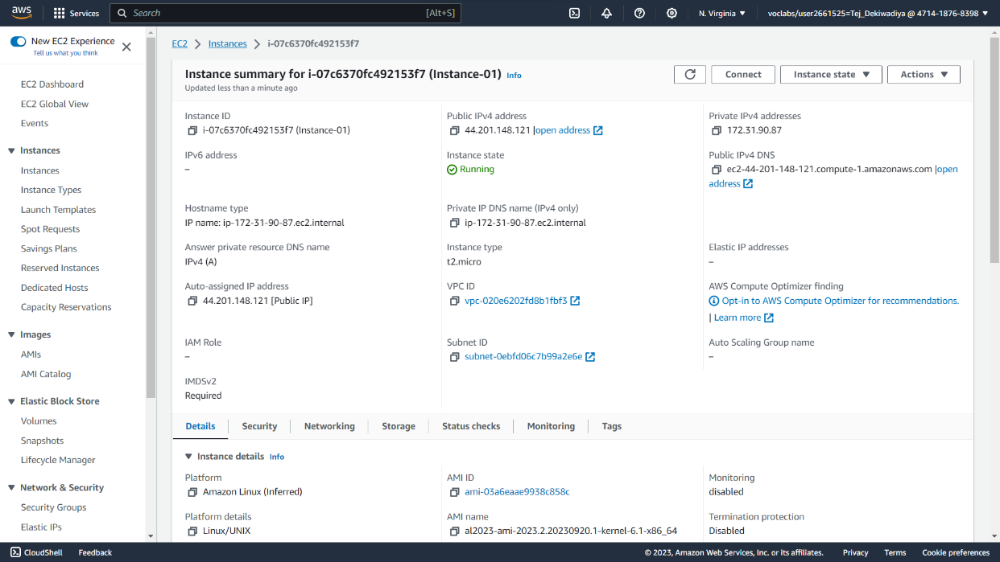 aws
Services
Search
[Alt+S]
N. Virginia
voclabs/user2661525=Tej_Dekiwadiya @ 4714-1876-8398
New EC2 Experience
Tell us what you think
EC2 Dashboard
EC2 Global View
Events
Instances
Instances
Instance Types
Launch Templates
Spot Requests
Savings Plans
Reserved Instances
Dedicated Hosts
Capacity Reservations
Images
AMIs
AMI Catalog
Elastic Block Store
Volumes
Snapshots
Lifecycle Manager
Network & Security
Security Groups
Elastic IPs
EC2
Instances
i-07c6370fc492153f7
Instance summary for i-07c6370fc492153f7 (Instance-01) Info
Updated less than a minute ago
Connect
Instance state
Actions
Instance ID
i-07c6370fc492153f7 (Instance-01)
Public IPv4 address
44.201.148.121 |open address
Private IPv4 addresses
172.31.90.87
IPv6 address
–
Instance state
Running
Public IPv4 DNS
ec2-44-201-148-121.compute-1.amazonaws.com |open
address
Hostname type
IP name: ip-172-31-90-87.ec2.internal
Private IP DNS name (IPv4 only)
ip-172-31-90-87.ec2.internal
Answer private resource DNS name
IPv4 (A)
Instance type
t2.micro
Elastic IP addresses
–
Auto-assigned IP address
44.201.148.121 [Public IP]
VPC ID
vpc-020e6202fd8b1fbf3
AWS Compute Optimizer finding
Opt-in to AWS Compute Optimizer for recommendations.
| Learn more
IAM Role
–
Subnet ID
subnet-0ebfd06c7b99a2e6e
Auto Scaling Group name
–
IMDSv2
Required
Details
Security
Networking
Storage
Status checks
Monitoring
Tags
Instance details Info
Platform
Amazon Linux (Inferred)
AMI ID
ami-03a6eaae9938c858c
Monitoring
disabled
Platform details
Linux/UNIX
AMI name
al2023-ami-2023.2.20230920.1-kernel-6.1-x86_64
Termination protection
Disabled
CloudShell
Feedback
© 2023, Amazon Web Services, Inc. or its affiliates.
Privacy
Terms
Cookie preferences